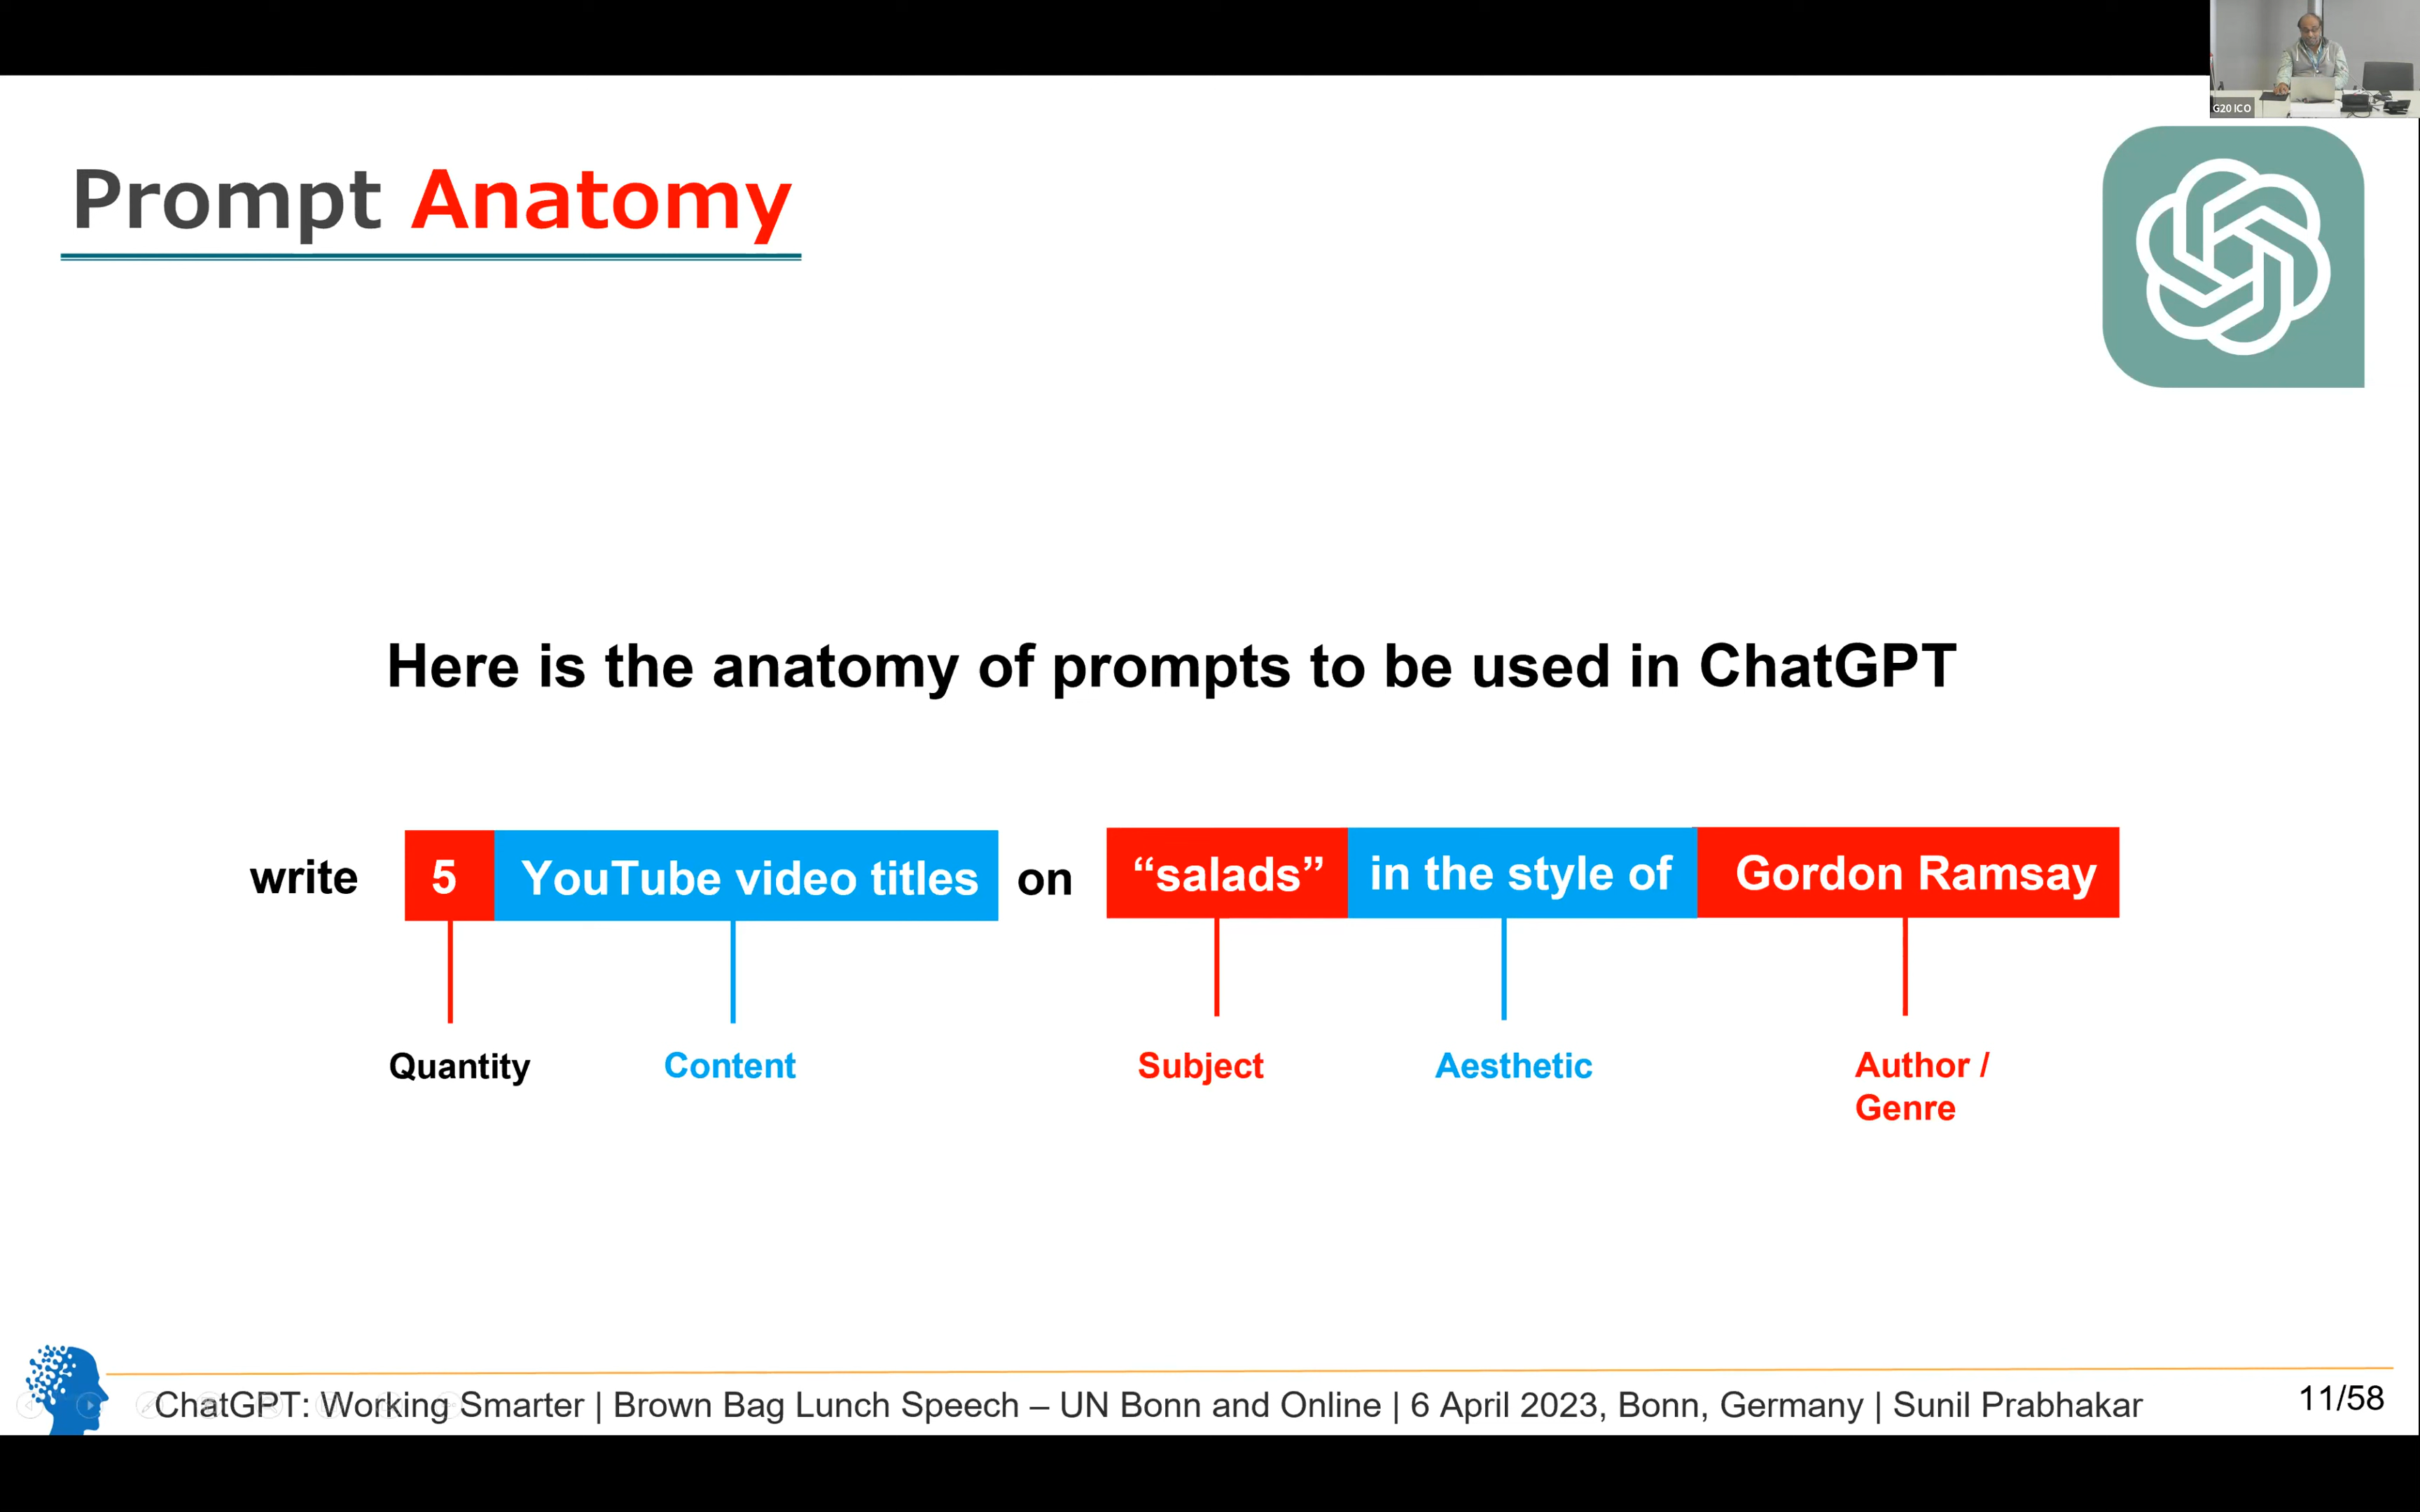 G20 ICO
Prompt Anatomy
Here is the anatomy of prompts to be used in ChatGPT
write 5 YouTube video titles on “salads” in the style of Gordon Ramsay
Quantity Content Subject Aesthetic Author /
Genre
ChatGPT: Working Smarter | Brown Bag Lunch Speech – UN Bonn and Online | 6 April 2023, Bonn, Germany | Sunil Prabhakar
11/58